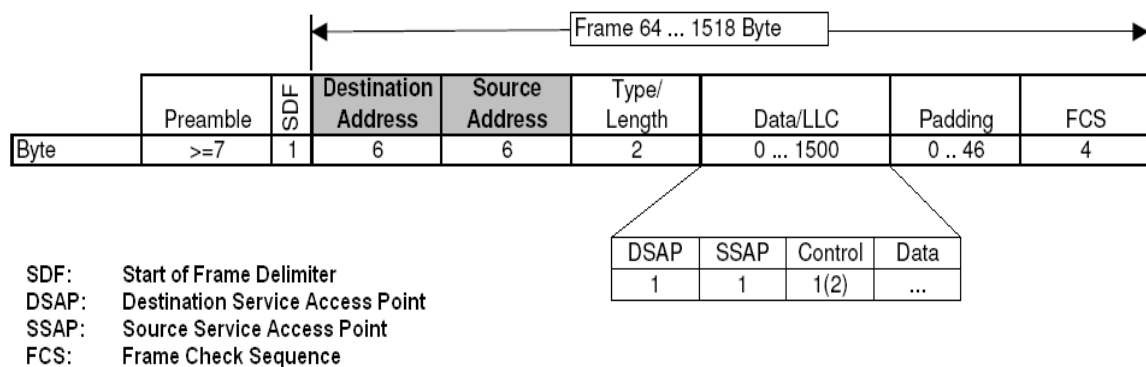 Frame 64 ... 1518 Byte
Preamble SDF Destination Address Source Address Type/ Length Data/LLC Padding FCS
Byte >=7 1 6 6 2 0 ... 1500 0 .. 46 4
DSAP SSAP Control Data
1 1 1(2) ...
SDF: Start of Frame Delimiter
DSAP: Destination Service Access Point
SSAP: Source Service Access Point
FCS: Frame Check Sequence